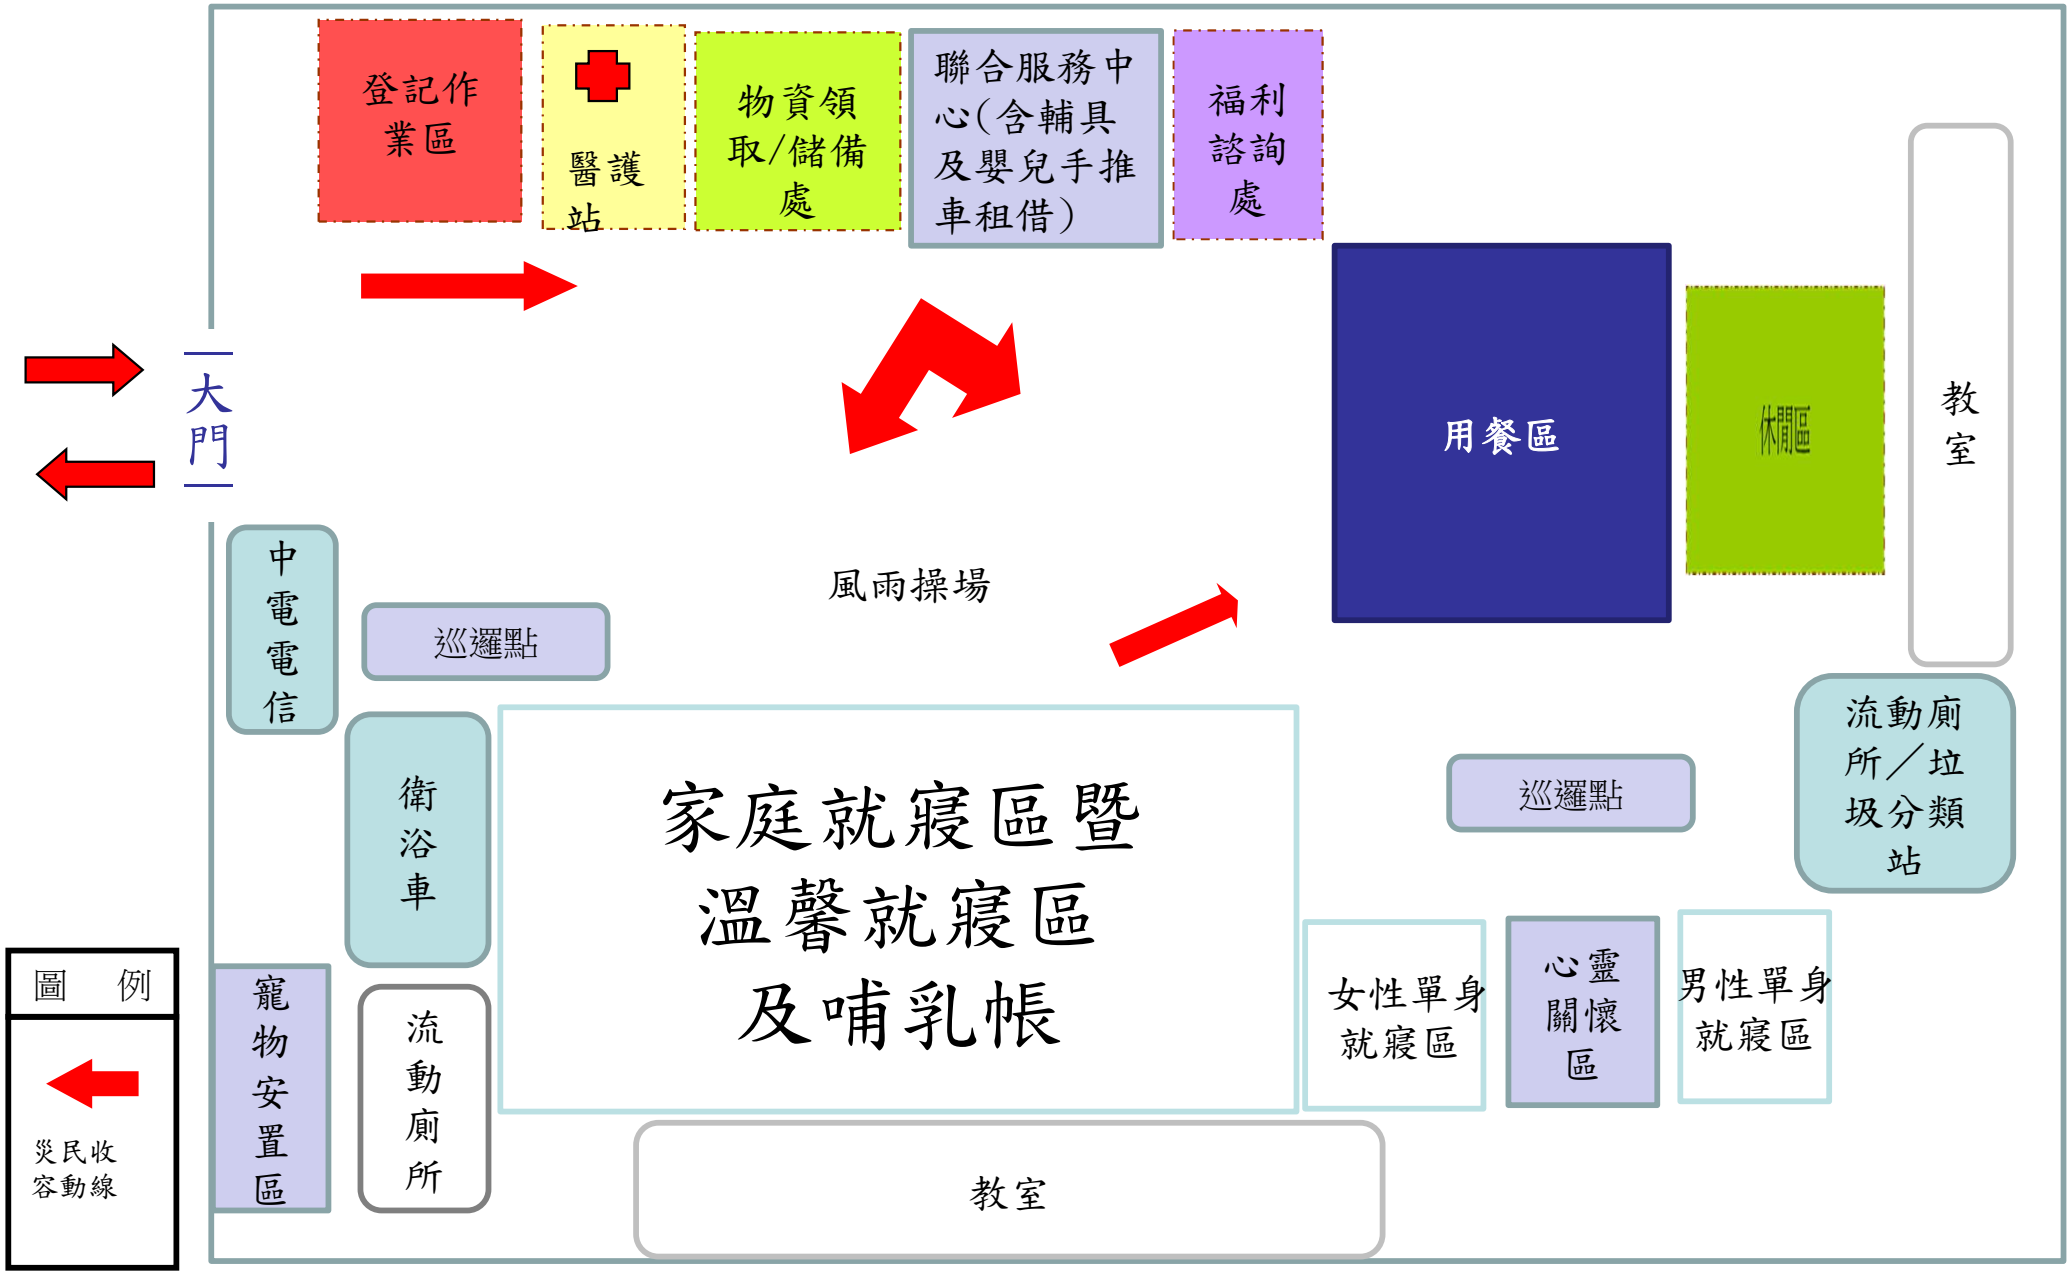 登記作
業區
醫護
站
物資領
取/儲備
處
聯合服務中
心(含輔具
及嬰兒手推
車租借)
福利
諮詢
處
大
門
用餐區
休閒區
教
室
中
電
電
信
巡邏點
風雨操場
衛
浴
車
家庭就寢區暨
溫馨就寢區
及哺乳帳
巡邏點
流動廁
所／垃
圾分類
站
女性單身
就寢區
心靈
關懷
區
男性單身
就寢區
寵
物
安
置
區
流
動
廁
所
教室
圖 例
災民收
容動線